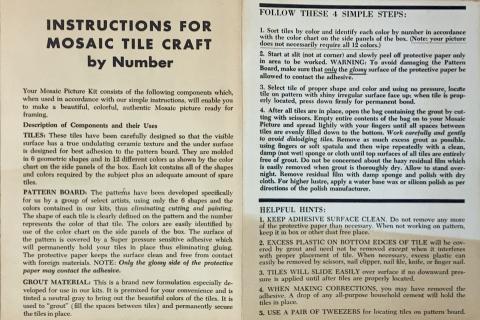 INSTRUCTIONS FOR
MOSAIC TILE CRAFT
by Number
Your Mosaic Picture Kit consists of the following components which,
when used in accordance with our simple instructions, will enable you
to make a beautiful, colorful, authentic Mosaic picture ready for
framing.
Description of Components and their Uses
TILES: These tiles have been carefully designed so that the visible
surface has a true undulating ceramic texture and the under surface
is designed for best adhesion to the pattern board. They are molded
in 6 geometric shapes and in 12 different colors as shown by the color
chart on the side panels of the box. Each kit contains all of the shapes
and colors required by the subject plus an adequate amount of spare
tiles.
PATTERN BOARD: The patterns have been developed specifically
for us by a group of select artists, using only the 6 shapes and the
colors contained in our kits, thus eliminating cutting and painting.
The shape of each tile is clearly defined on the pattern and the number
represents the color of that tile. The colors are easily identified by
use of the color chart on the side panels of the box. The surface of
the pattern is covered by a Super pressure sensitive adhesive which
will permanently hold your tiles in place thus eliminating gluing.
The protective paper keeps the surface clean and free from contact
with foreign materials. NOTE: Only the glossy side of the protective
paper may contact the adhesive.
GROUT MATERIAL: This is a brand new formulation especially de-
veloped for use in our kits. It is premixed for your convenience and is
tinted a neutral gray to bring out the beautiful colors of the tiles. It is
used to "grout" (fill the spaces between tiles) and permanently secure
the tiles in place.
FOLLOW THESE 4 SIMPLE STEPS:
1. Sort tiles by color and identify each color by number in accordance
with the color chart on the side panels of the box. (Note: your picture
does not necessarily require all 12 colors.)
2. Start at slit (not at corner) and slowly peel off protective paper only
in area to be worked. WARNING: To avoid damaging the Pattern
Board, make sure that only the glossy surface of the protective paper be
allowed to contact the adhesive.
3. Select tile of proper shape and color and using no pressure, locate
tile on pattern with shiny irregular surface face up; when tile is prop-
erly located, press down firmly for permanent bond.
4. After all tiles are in place, open the bag containing the grout by cut-
ting with scissors. Empty entire contents of the bag on to your Mosaic
Picture and spread lightly with your fingers until all spaces between
tiles are evenly filled down to the bottom. Work carefully and gently
to avoid dislodging tiles. Remove as much excess grout as possible,
using fingers or soft spatula and then wipe repeatedly with a clean,
damp (not wet) sponge or cloth until top surfaces of all tiles are entirely
free of grout. Do not be concerned about the hazy residual film which
is easily removed when grout is thoroughly dry. Allow to stand over-
night. Remove residual film with damp sponge and polish with dry
cloth. For higher lustre, apply a water base wax or silicone polish as per
directions of the polish manufacturer.
HELPFUL HINTS:
1. KEEP ADHESIVE SURFACE CLEAN. Do not remove any more
of the protective paper than necessary. When not working on pattern,
keep it in box or other dust free place.
2. EXCESS PLASTIC ON BOTTOM EDGES OF TILE will be cov-
ered by grout and need not be removed except when it interferes
with proper placement of tile. When necessary, excess plastic can
easily be removed by scissors, nail clipper, nail file, knife, or finger nail.
3. TILES WILL SLIDE EASILY over surface if no downward pres-
sure is applied until after tiles are properly located.
4. WHEN MAKING CORRECTIONS, you may have removed the
adhesive. A drop of any all-purpose household cement will hold the
tiles in place.
5. USE A PAIR OF TWEEZERS for locating tiles on pattern board.